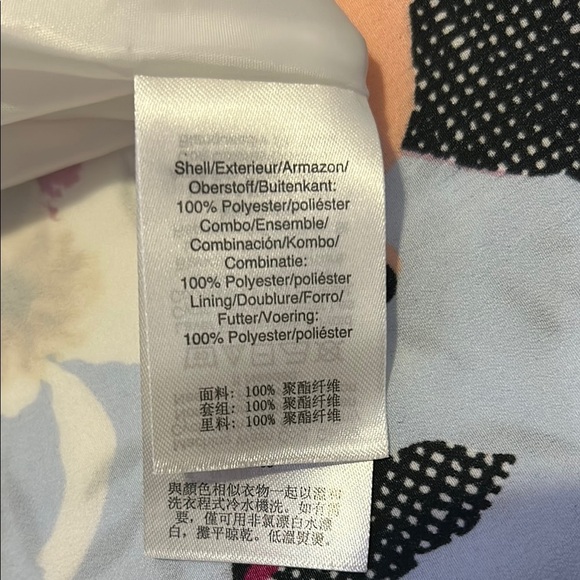 Shell/Exterieur/Armazon/
Oberstoff/Buitenkant:
100% Polyester/poliéster
Combo/Ensemble/
Combinación/Kombo/
Combinatie:
100% Polyester/poliéster
Lining/Doublure/Forro/
Futter/Voering:
100% Polyester/poliéster
面料: 100% 聚酯纤维
套组: 100% 聚酯纤维
里料: 100% 聚酯纤维
與顏色相似衣物一起以溫和
洗衣程式冷水機洗。如有需
要，僅可用非氯漂白水漂
白，攤平晾乾。低溫熨燙。